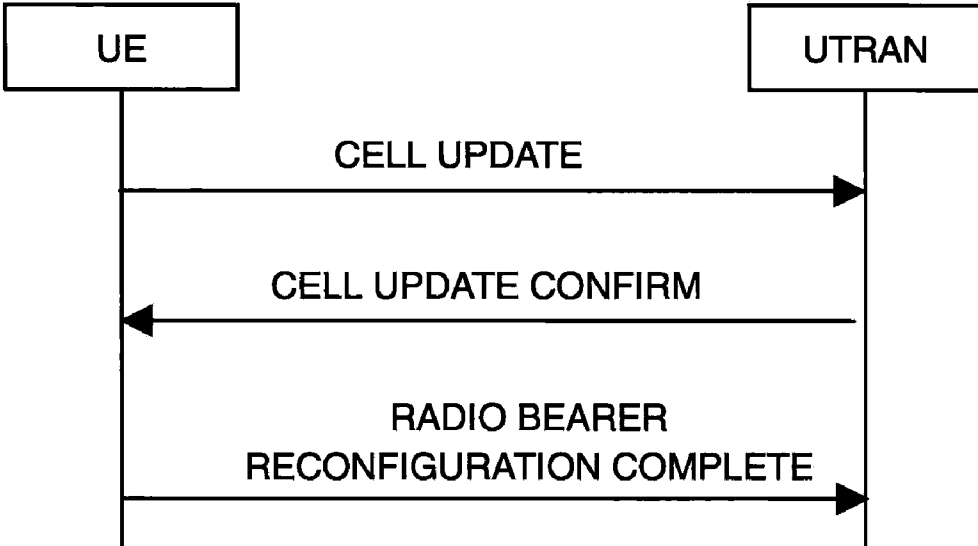 UE
UTRAN
CELL UPDATE
CELL UPDATE CONFIRM
RADIO BEARER
RECONFIGURATION COMPLETE